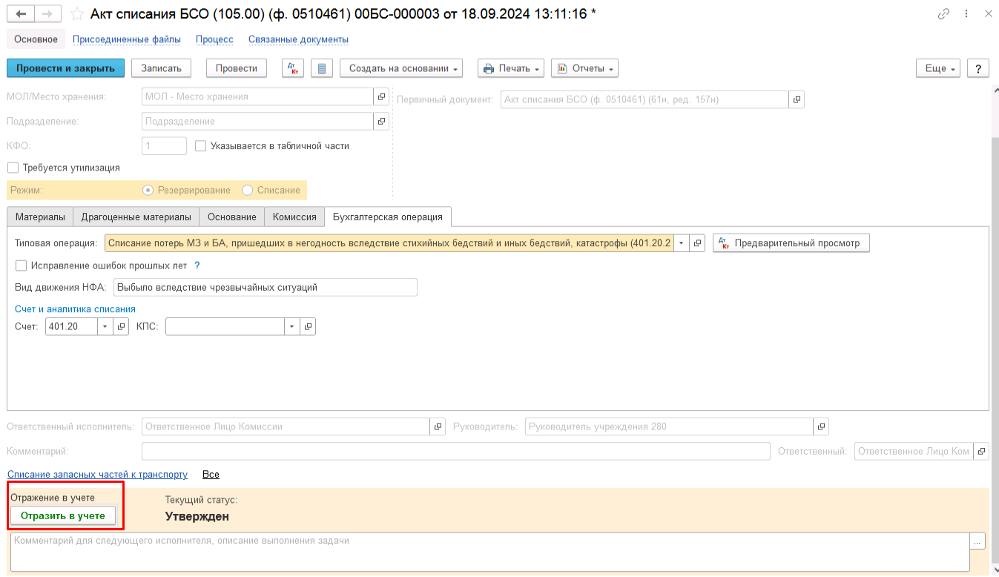 Акт списания БСО (105.00) (ф. 0510461) 00БС-000003 от 18.09.2024 13:11:16 *
Основное Присоединенные файлы Процесс Связанные документы
Провести и закрыть Записать Провести Дт Кт Создать на основании Печать Отчеты Еще ?
МОЛ/Место хранения: МОЛ - Место хранения Первичный документ: Акт списания БСО (ф. 0510461) (61н, ред. 157н)
Подразделение: Подразделение
КФО: 1 Указывается в табличной части
Требуется утилизация
Режим: Резервирование Списание
Материалы Драгоценные материалы Основание Комиссия Бухгалтерская операция
Типовая операция: Списание потерь МЗ и БА, пришедших в негодность вследствие стихийных бедствий и иных бедствий, катастрофы (401.20.2 Дт Кт Предварительный просмотр
Исправление ошибок прошлых лет ?
Вид движения НФА: Выбыло вследствие чрезвычайных ситуаций
Счет и аналитика списания
Счет: 401.20 КПС:
Ответственный исполнитель: Ответственное Лицо Комиссии Руководитель: Руководитель учреждения 280
Комментарий: Ответственный: Ответственное Лицо Ком
Списание запасных частей к транспорту Все
Отражение в учете Текущий статус:
Отразить в учете Утвержден
Комментарий для следующего исполнителя, описание выполнения задачи ...